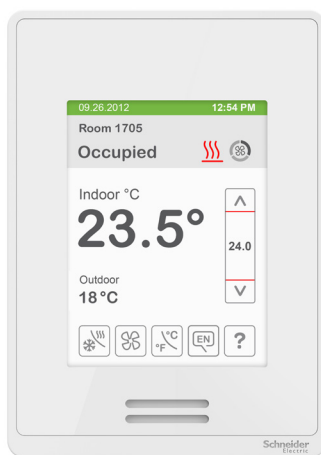 09.26.2012 12:54 PM
Room 1705
Occupied
Indoor °C
23.5°
24.0
Outdoor
18°C
°C
°F
EN
?
Schneider
Electric